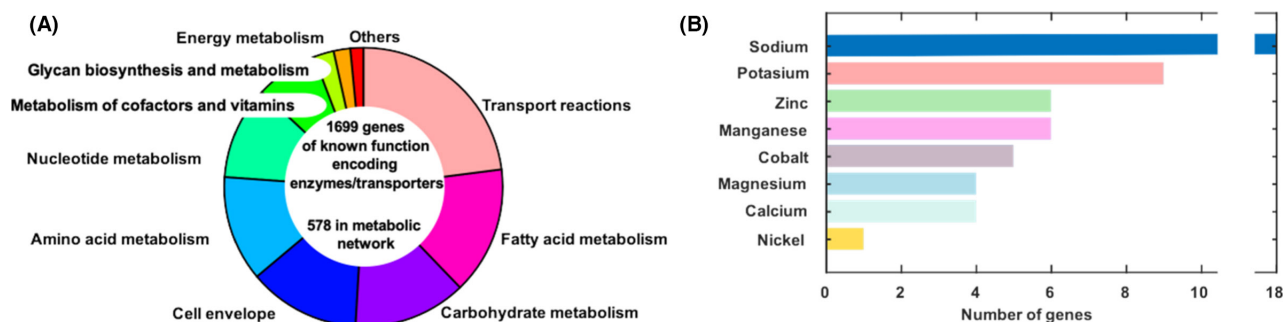 (A)
Energy metabolism
Others
Glycan biosynthesis and metabolism
Metabolism of cofactors and vitamins
Transport reactions
Nucleotide metabolism
Amino acid metabolism
Fatty acid metabolism
Cell envelope
Carbohydrate metabolism
1699 genes
of known function
encoding
enzymes/transporters
578 in metabolic
network
(B)
Sodium
Potasium
Zinc
Manganese
Cobalt
Magnesium
Calcium
Nickel
0 2 4 6 8 10 18
Number of genes